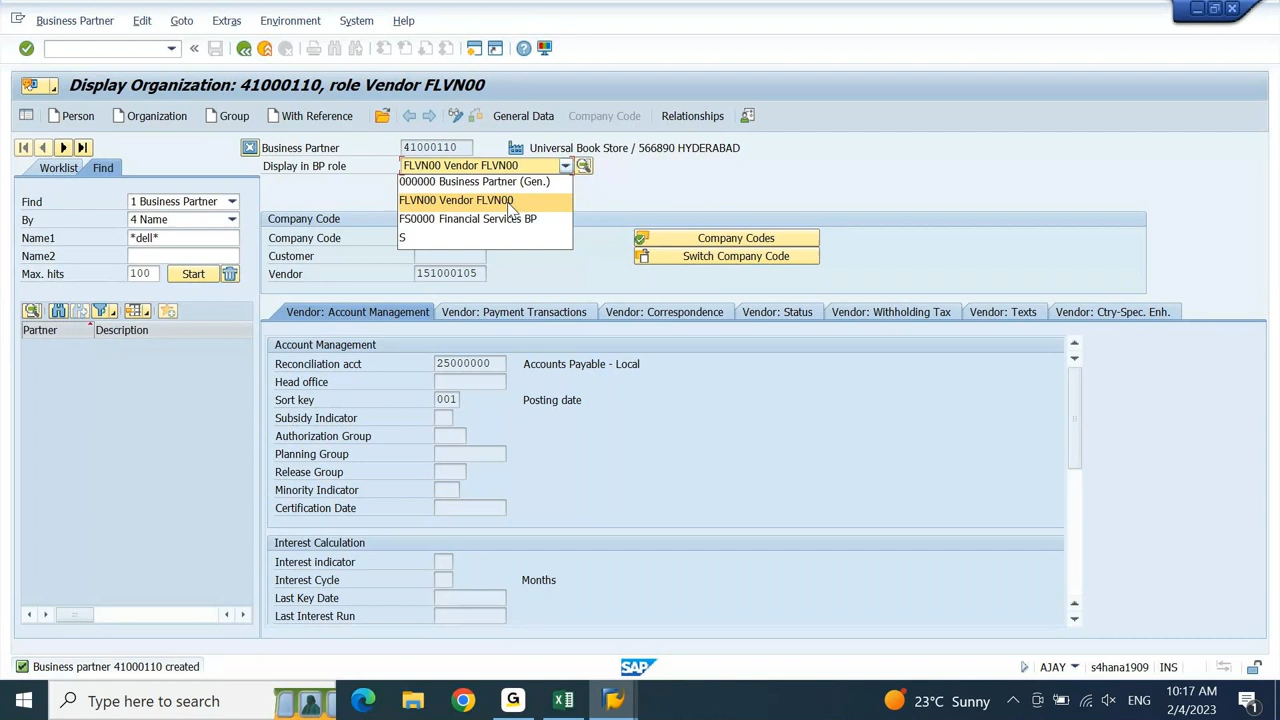 Business Partner Edit Goto Extras Environment System Help
Display Organization: 41000110, role Vendor FLVN00
Person Organization Group With Reference General Data Company Code Relationships
Business Partner 41000110 Universal Book Store / 566890 HYDERABAD
Worklist Find
Display in BP role FLVN00 Vendor FLVN00
000000 Business Partner (Gen.)
FLVN00 Vendor FLVN00
FS0000 Financial Services BP
S
Find 1 Business Partner
By 4 Name
Name1 *dell*
Name2
Max. hits 100 Start
Partner Description
Company Code
Company Code Company Codes
Customer Switch Company Code
Vendor 151000105
Vendor: Account Management Vendor: Payment Transactions Vendor: Correspondence Vendor: Status Vendor: Withholding Tax Vendor: Texts Vendor: Ctry-Spec. Enh.
Account Management
Reconciliation acct 25000000 Accounts Payable - Local
Head office
Sort key 001 Posting date
Subsidy Indicator
Authorization Group
Planning Group
Release Group
Minority Indicator
Certification Date
Interest Calculation
Interest indicator
Interest Cycle Months
Last Key Date
Last Interest Run
Business partner 41000110 created SAP AJAY s4hana1909 INS
Type here to search 23°C Sunny ENG 10:17 AM
2/4/2023 1